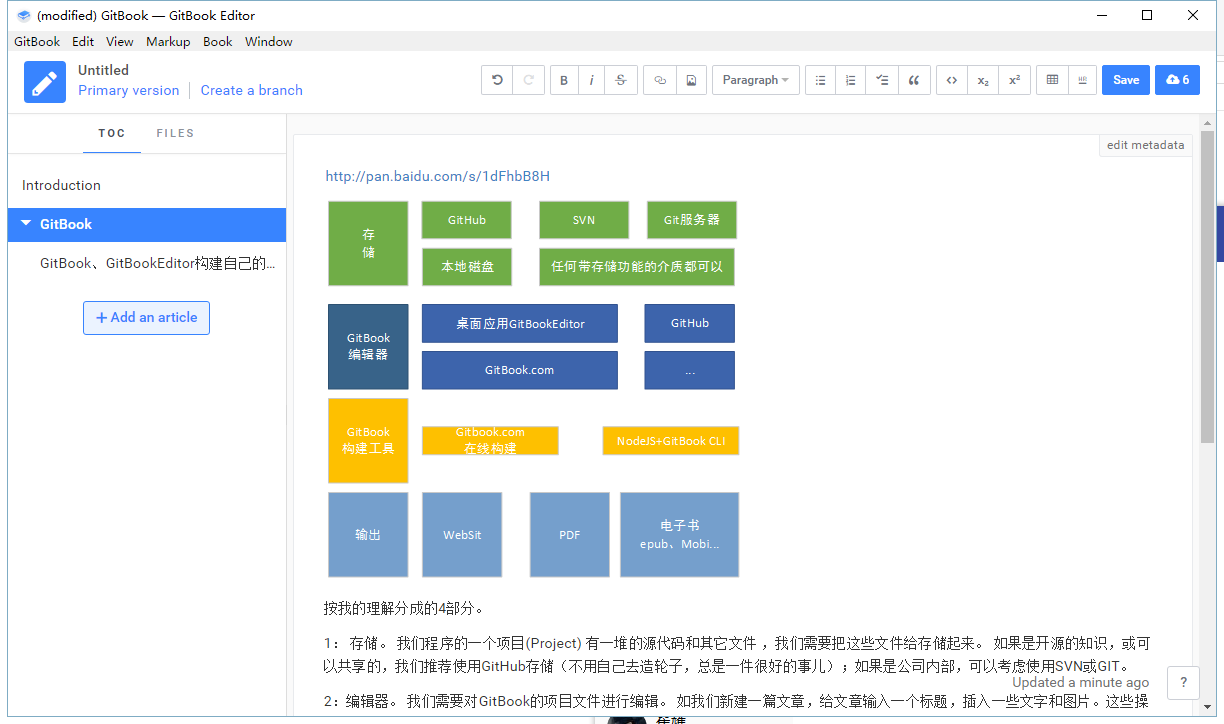 (modified) GitBook — GitBook Editor
GitBook Edit View Markup Book Window
Untitled
Primary version Create a branch
B i S Paragraph x₂ x² Save 6
TOC FILES
edit metadata
Introduction
GitBook
GitBook、GitBookEditor构建自己的...
+ Add an article
http://pan.baidu.com/s/1dFhbB8H
存
储
GitHub
SVN
Git服务器
本地磁盘
任何带存储功能的介质都可以
GitBook
编辑器
桌面应用GitBookEditor
GitHub
GitBook.com
...
GitBook
构建工具
Gitbook.com
在线构建
NodeJS+GitBook CLI
输出
WebSit
PDF
电子书
epub、Mobi...
按我的理解分成的4部分。
1： 存储。 我们程序的一个项目(Project) 有一堆的源代码和其它文件 ，我们需要把这些文件给存储起来。 如果是开源的知识，或可
以共享的，我们推荐使用GitHub存储（不用自己去造轮子，总是一件很好的事儿）；如果是公司内部，可以考虑使用SVN或GIT。
Updated a minute ago
?
2：编辑器。 我们需要对GitBook的项目文件进行编辑。 如我们新建一篇文章，给文章输入一个标题，插入一些文字和图片。这些操